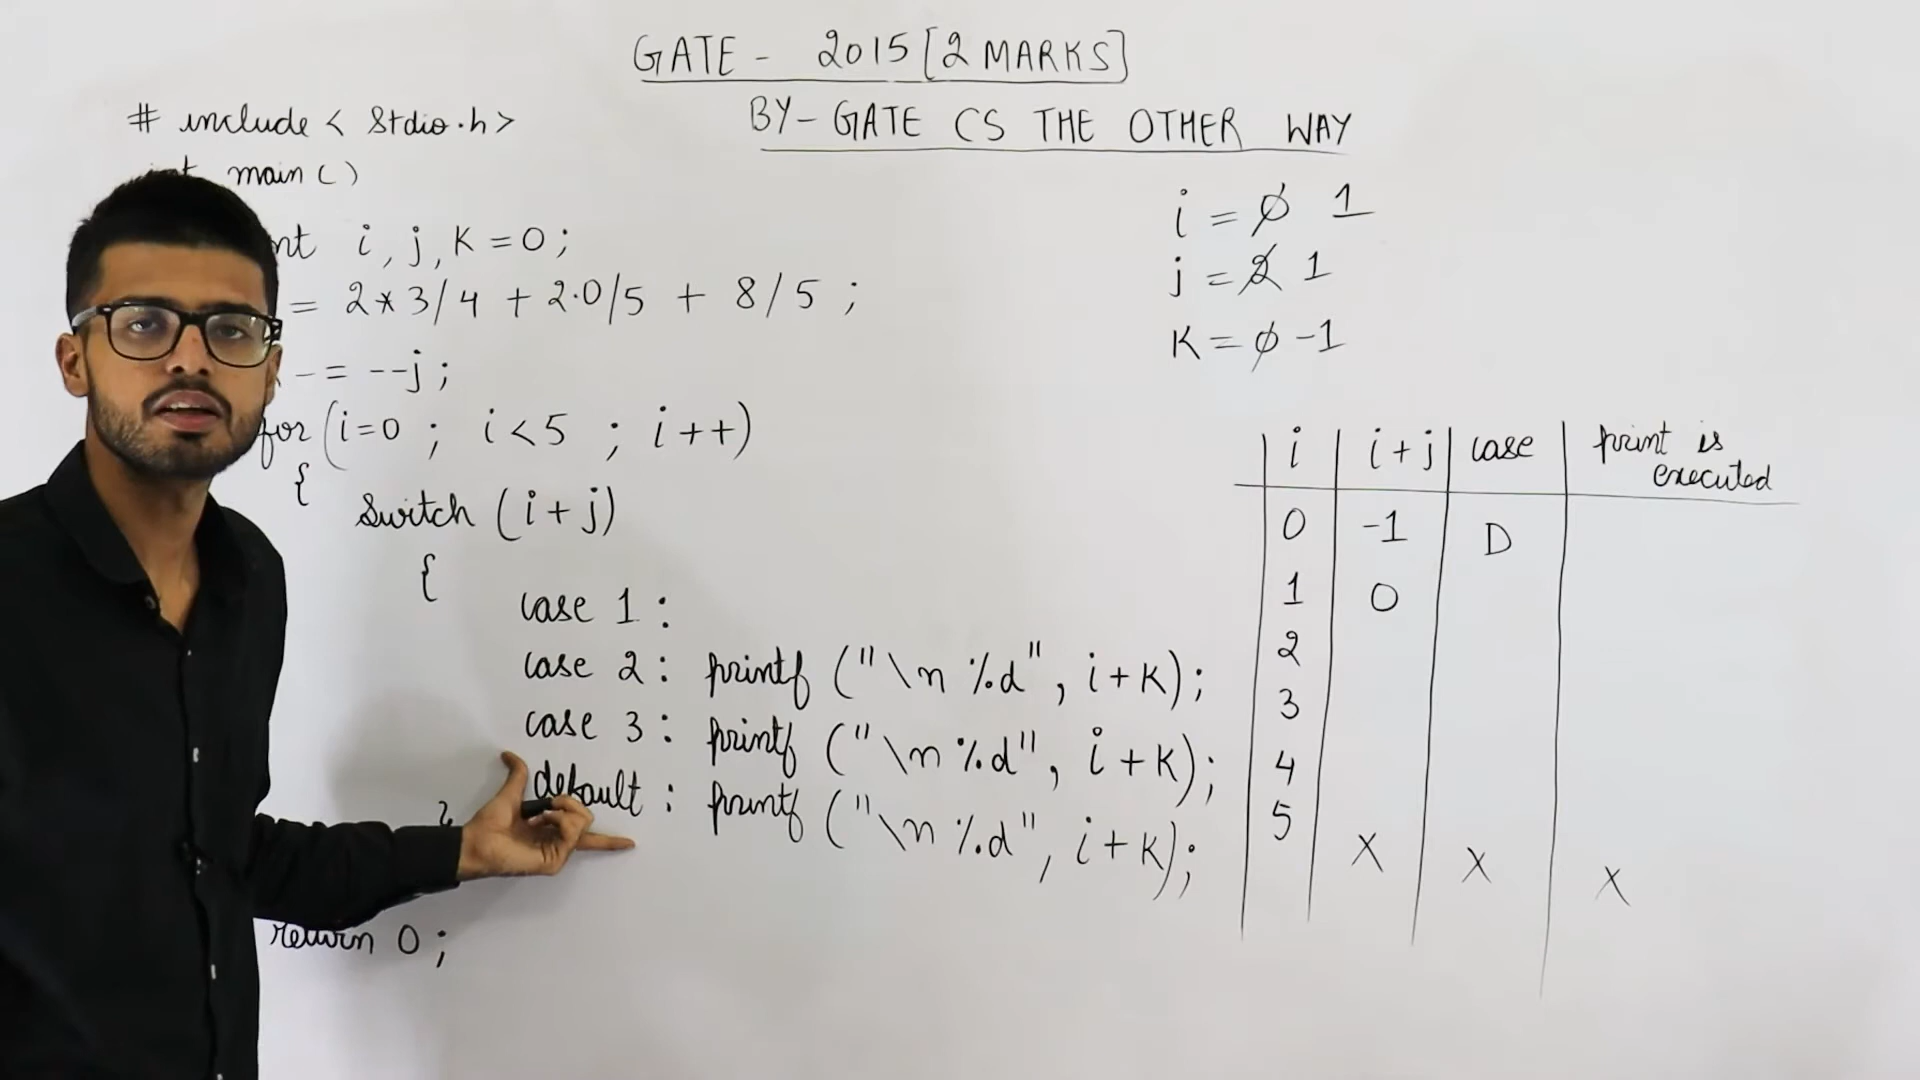 GATE - 2015 [2 MARKS]
BY - GATE CS THE OTHER WAY
# include < Stdio.h>
main ( )
i, j, K = 0 ;
= 2* 3/4 + 2.0/5 + 8/5 ;
- = --j ;
for (i=0 ; i<5 ; i++)
{
Switch (i+j)
{
case 1 :
case 2 : printf ("\n %d", i+K);
case 3 : printf ("\n %d", i+K);
default : printf ("\n %d", i+K);
return 0 ;
i = 0 1
j = 2 1
K = 0 -1
i | i+j | case | print is executed
0 | -1 | D
1 | 0
2
3
4
5 X X X